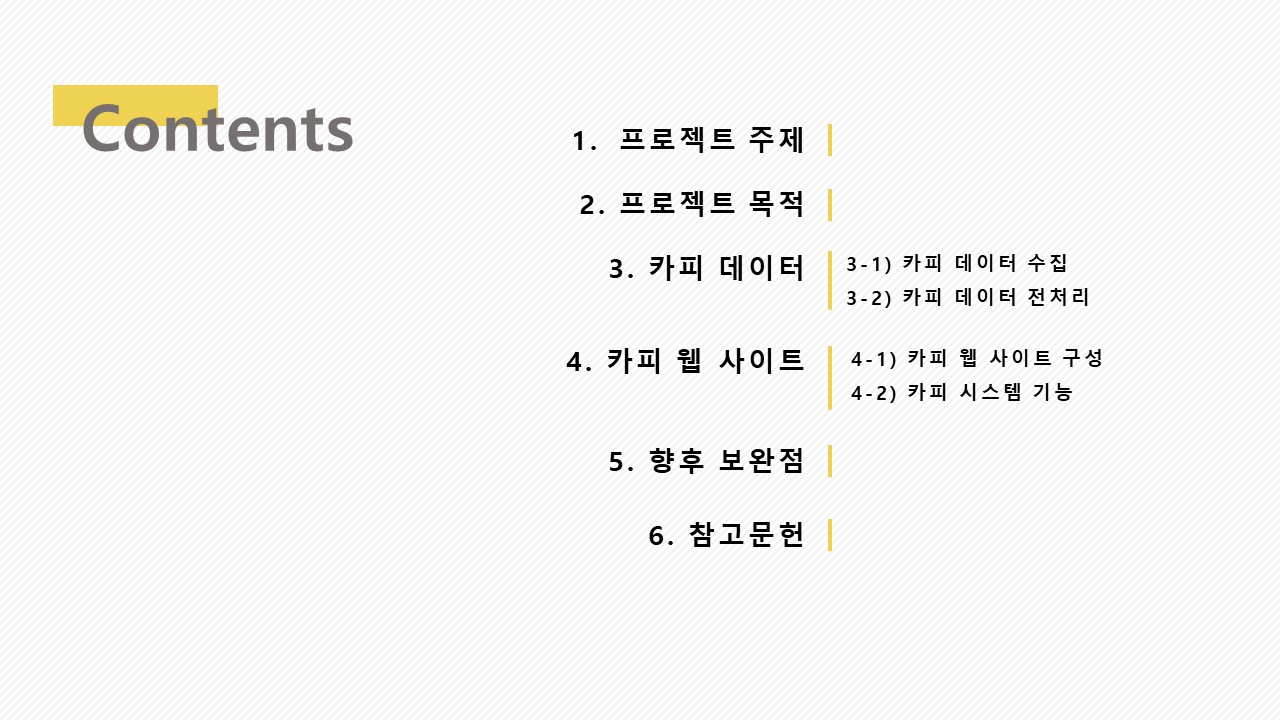 Contents
1. 프로젝트 주제
2. 프로젝트 목적
3. 카피 데이터
3-1) 카피 데이터 수집
3-2) 카피 데이터 전처리
4. 카피 웹 사이트
4-1) 카피 웹 사이트 구성
4-2) 카피 시스템 기능
5. 향후 보완점
6. 참고문헌